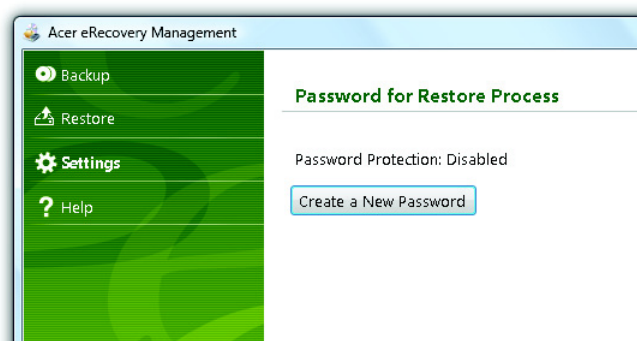 Acer eRecovery Management
Backup
Restore
Settings
Help
Password for Restore Process
Password Protection: Disabled
Create a New Password